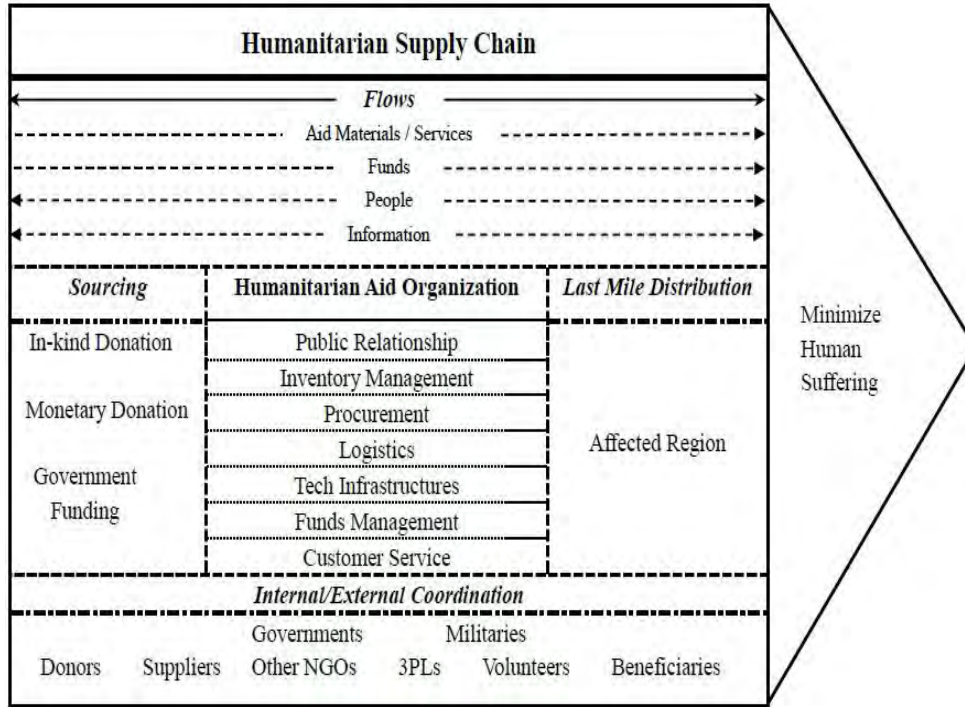 Humanitarian Supply Chain
Flows
Aid Materials / Services
Funds
People
Information
Sourcing
Humanitarian Aid Organization
Last Mile Distribution
In-kind Donation
Monetary Donation
Government
Funding
Public Relationship
Inventory Management
Procurement
Logistics
Tech Infrastructures
Funds Management
Customer Service
Affected Region
Minimize
Human
Suffering
Internal/External Coordination
Governments Militaries
Donors Suppliers Other NGOs 3PLs Volunteers Beneficiaries